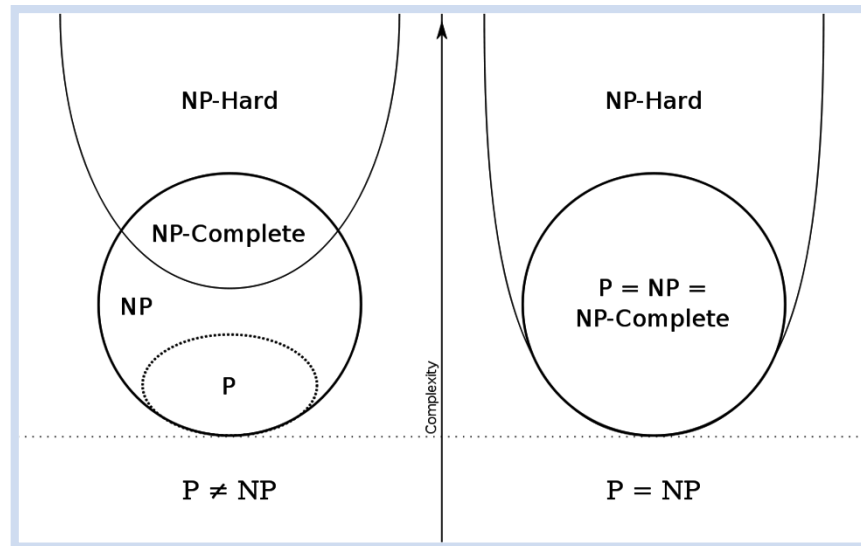 NP-Hard
NP-Complete
NP
P
P ≠ NP
Complexity
NP-Hard
P = NP =
NP-Complete
P = NP